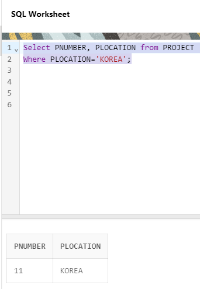 SQL Worksheet
1 Select PNUMBER, PLOCATION from PROJECT
2 Where PLOCATION='KOREA';
3
4
5
6
PNUMBER PLOCATION
11 KOREA